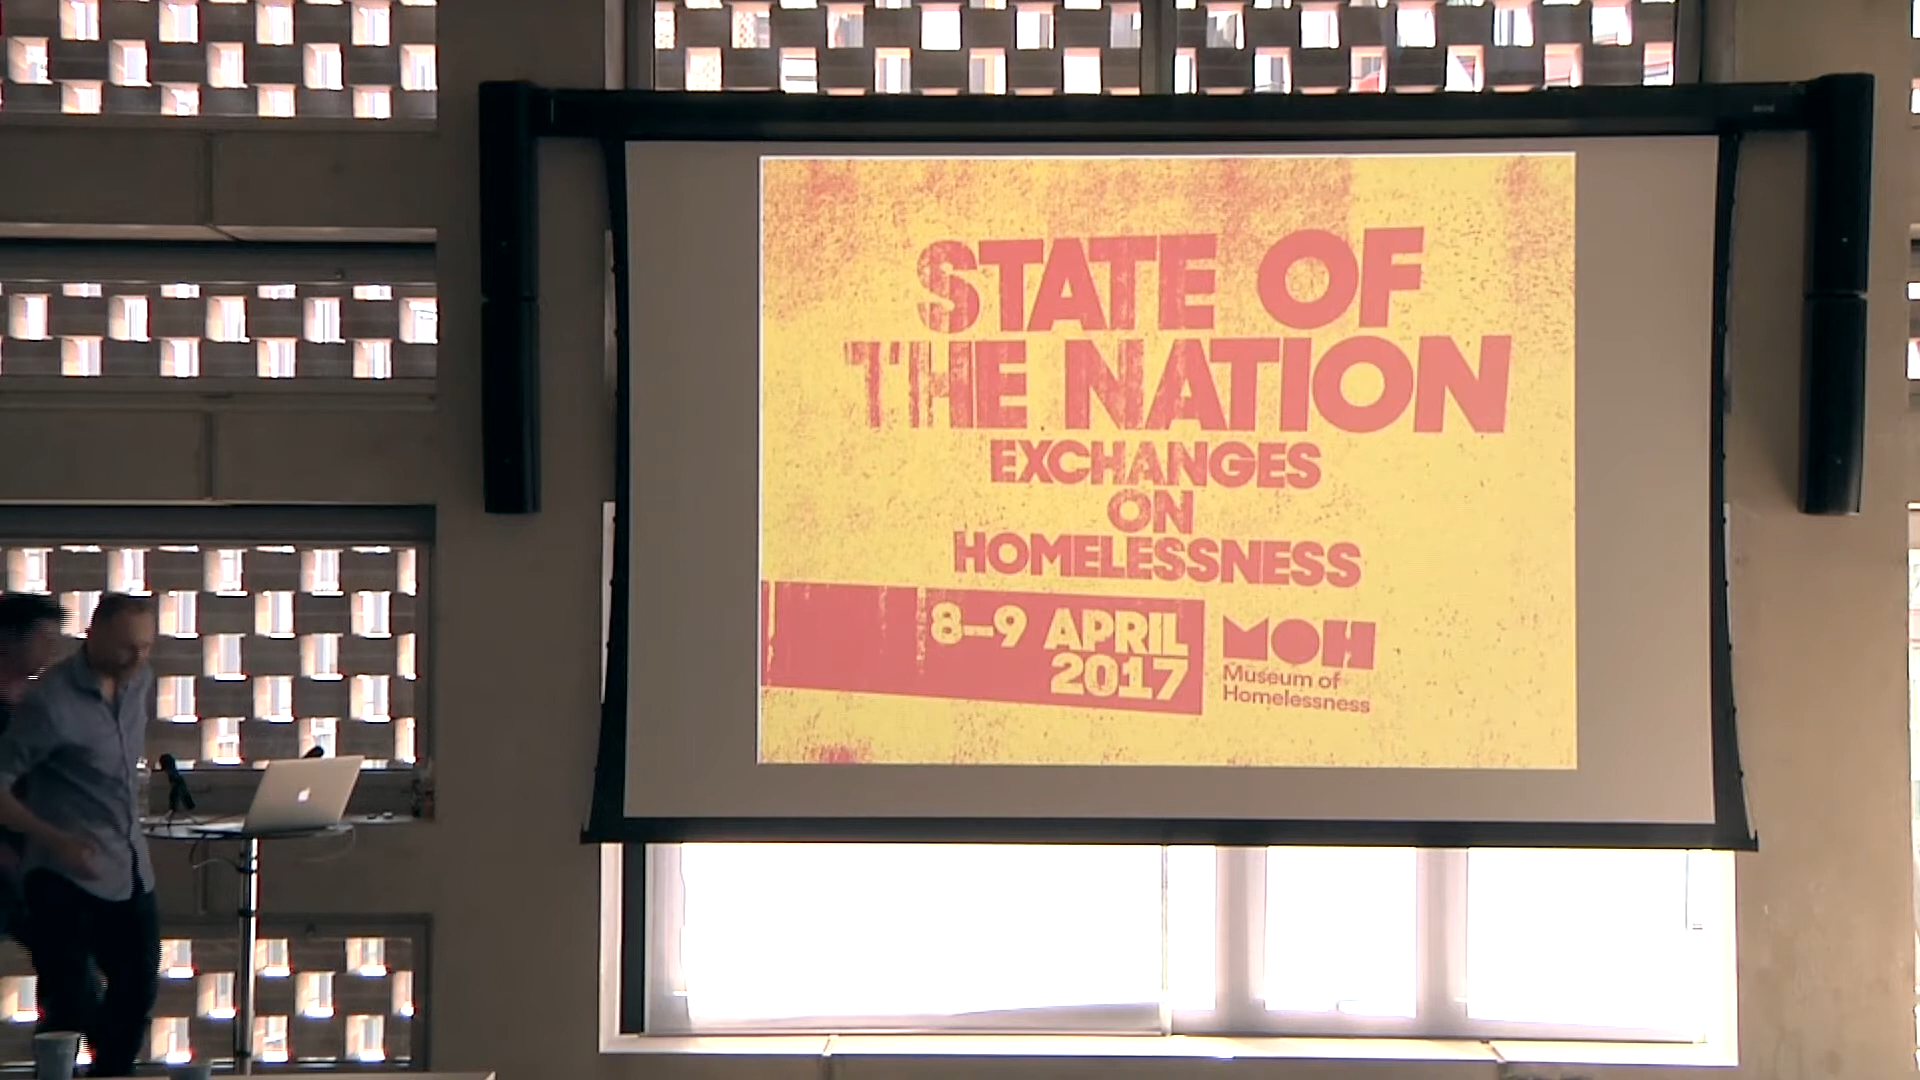 STATE OF
THE NATION
EXCHANGES
ON
HOMELESSNESS
8–9 APRIL
2017
MOH
Museum of
Homelessness